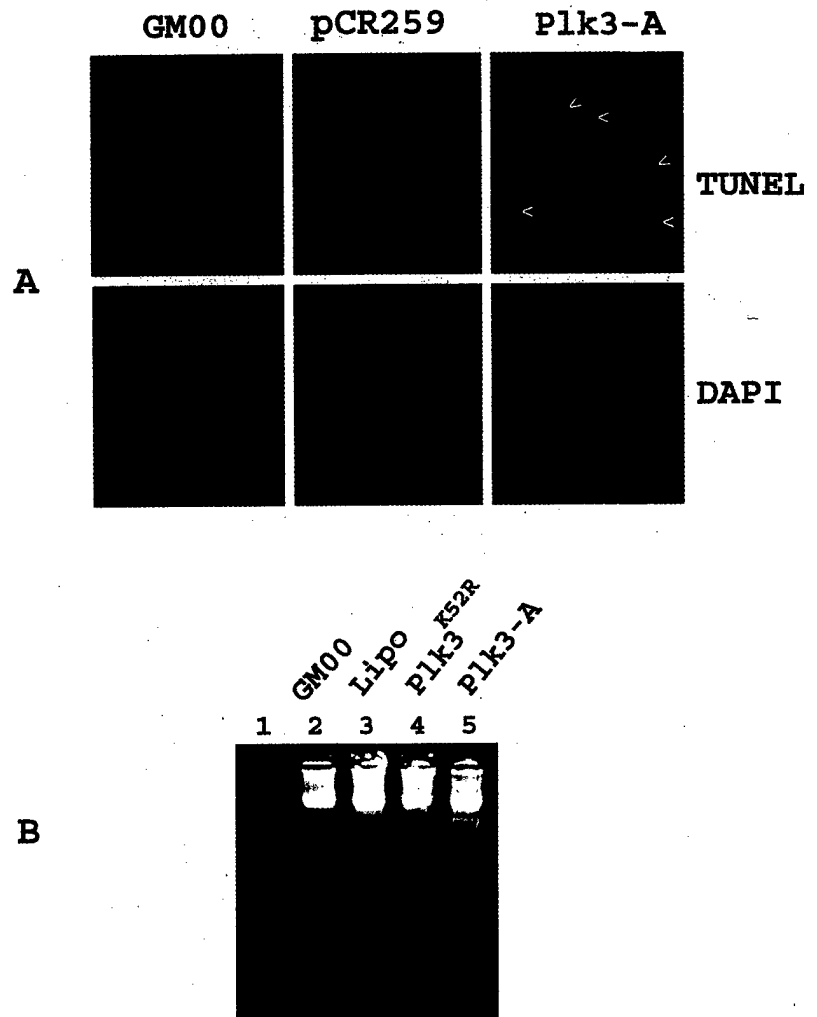 GM00 pCR259 Plk3-A
TUNEL
A
DAPI
GM00 Lipo Plk3K52R Plk3-A
1 2 3 4 5
B